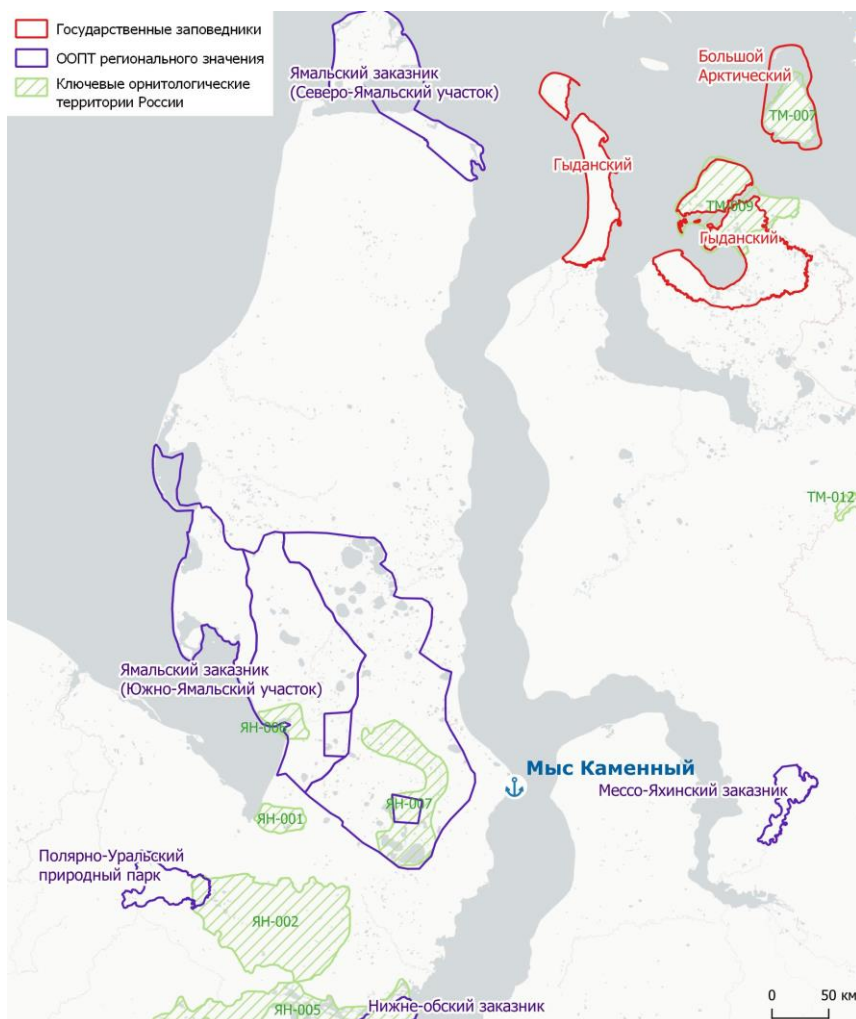 Государственные заповедники
ООПТ регионального значения
Ключевые орнитологические
территории России
Ямальский заказник
(Северо-Ямальский участок)
Большой
Арктический
ТМ-007
Гыданский
ТМ-009
Гыданский
ТМ-012
Ямальский заказник
(Южно-Ямальский участок)
ЯН-006
Мыс Каменный
Мессо-Яхинский заказник
ЯН-007
ЯН-001
Полярно-Уральский
природный парк
ЯН-002
ЯН-005
Нижне-обский заказник
0 50 км